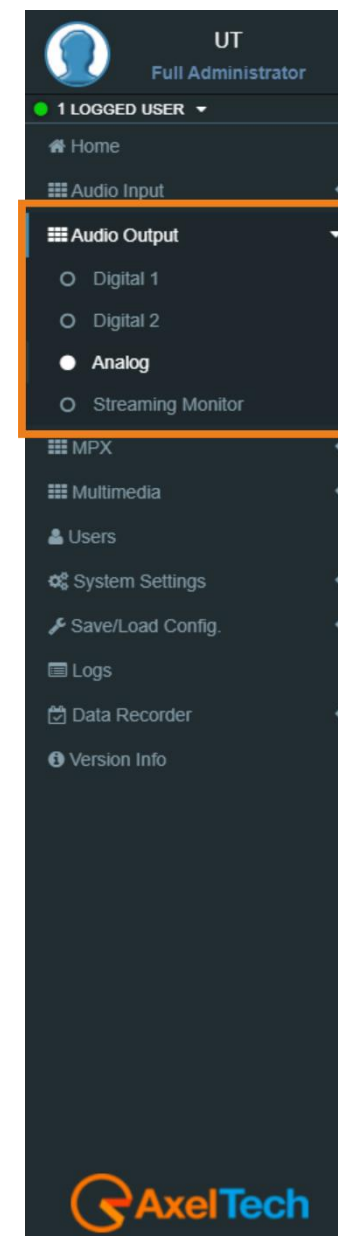 UT
Full Administrator
1 LOGGED USER
Home
Audio Input
Audio Output
Digital 1
Digital 2
Analog
Streaming Monitor
MPX
Multimedia
Users
System Settings
Save/Load Config.
Logs
Data Recorder
Version Info
AxelTech